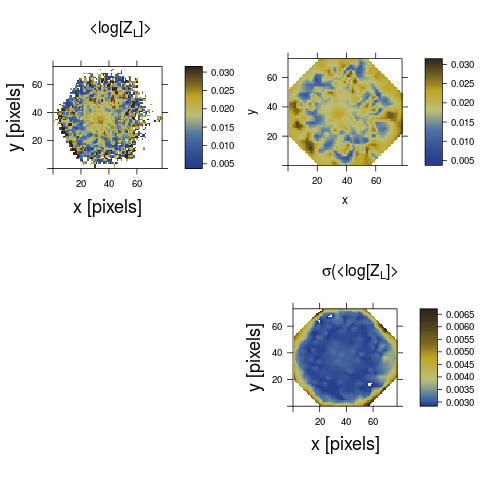 <log[Z_L]>
y [pixels]
60
40
20
20 40 60
x [pixels]
0.030
0.025
0.020
0.015
0.010
0.005
y
60
40
20
20 40 60
x
0.030
0.025
0.020
0.015
0.010
0.005
σ(<log[Z_L]>
y [pixels]
60
40
20
20 40 60
x [pixels]
0.0065
0.0060
0.0055
0.0050
0.0045
0.0040
0.0035
0.0030